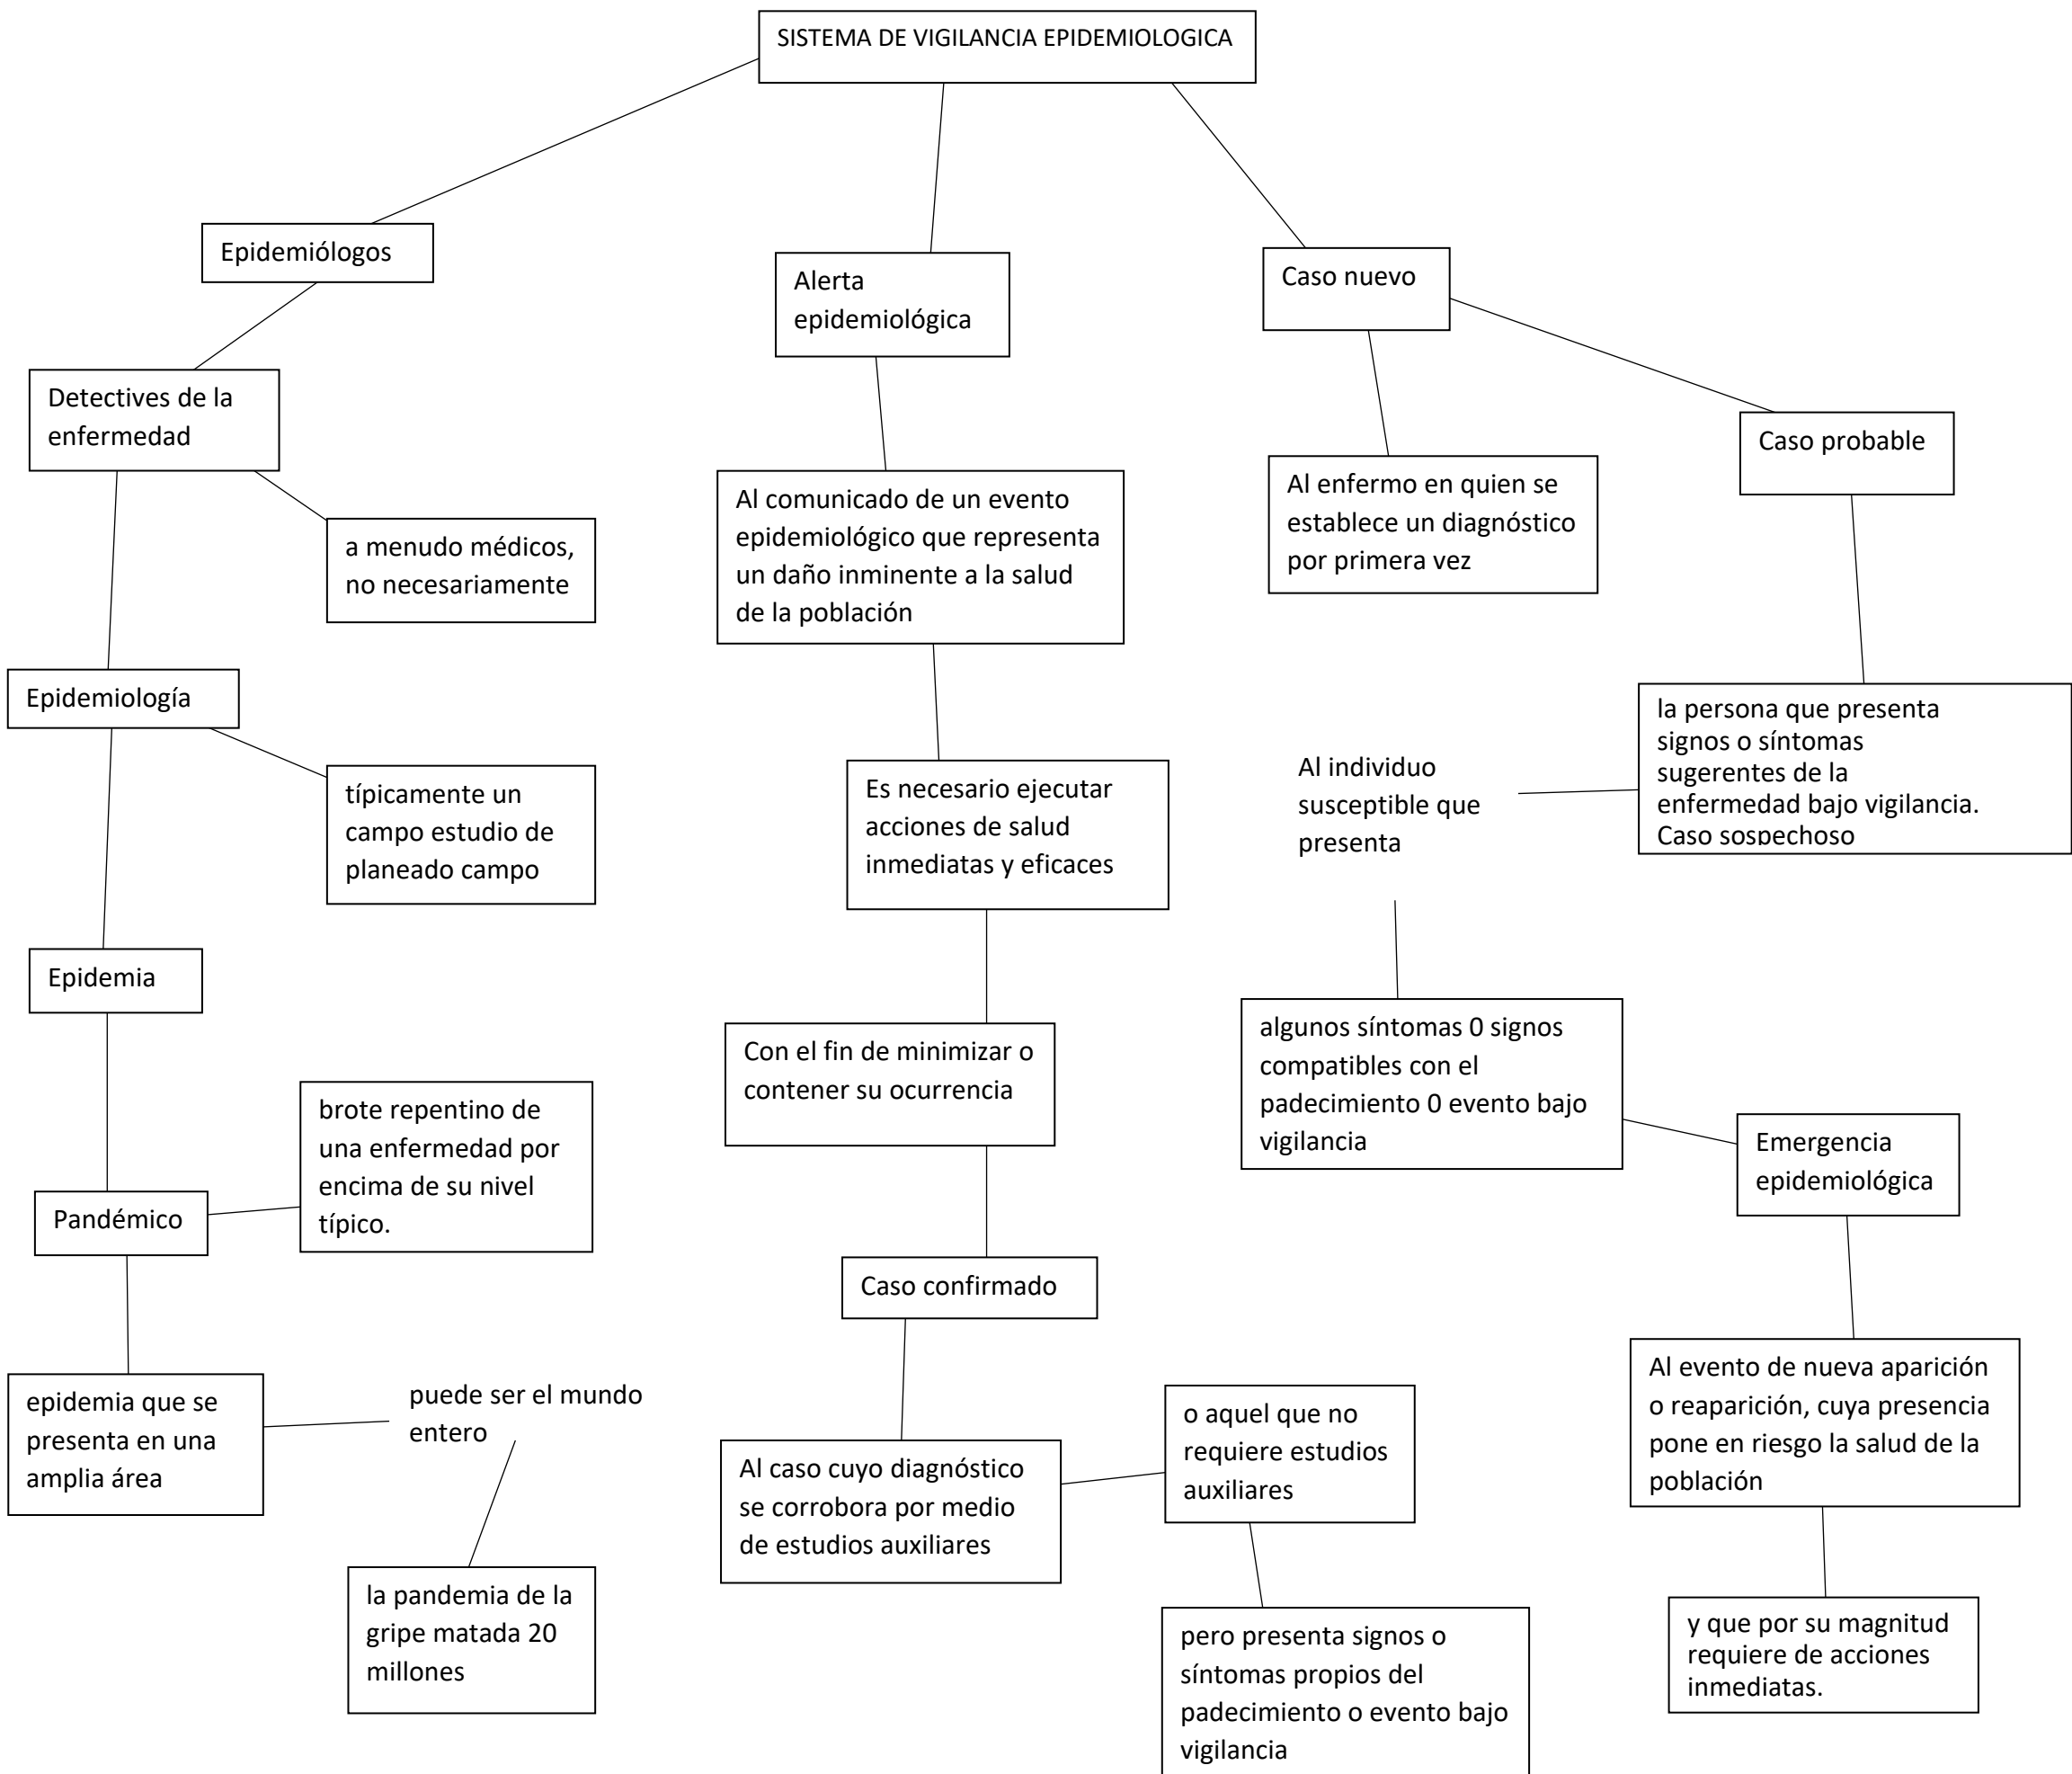 SISTEMA DE VIGILANCIA EPIDEMIOLOGICA
Epidemiólogos
Detectives de la
enfermedad
a menudo médicos,
no necesariamente
Epidemiología
típicamente un
campo estudio de
planeado campo
Epidemia
brote repentino de
una enfermedad por
encima de su nivel
típico.
Pandémico
epidemia que se
presenta en una
amplia área
puede ser el mundo
entero
la pandemia de la
gripe matada 20
millones
Alerta
epidemiológica
Al comunicado de un evento
epidemiológico que representa
un daño inminente a la salud
de la población
Es necesario ejecutar
acciones de salud
inmediatas y eficaces
Con el fin de minimizar o
contener su ocurrencia
Caso confirmado
Al caso cuyo diagnóstico
se corrobora por medio
de estudios auxiliares
o aquel que no
requiere estudios
auxiliares
pero presenta signos o
síntomas propios del
padecimiento o evento bajo
vigilancia
Caso nuevo
Al enfermo en quien se
establece un diagnóstico
por primera vez
Caso probable
la persona que presenta
signos o síntomas
sugerentes de la
enfermedad bajo vigilancia.
Caso sospechoso
Al individuo
susceptible que
presenta
algunos síntomas 0 signos
compatibles con el
padecimiento 0 evento bajo
vigilancia
Emergencia
epidemiológica
Al evento de nueva aparición
o reaparición, cuya presencia
pone en riesgo la salud de la
población
y que por su magnitud
requiere de acciones
inmediatas.